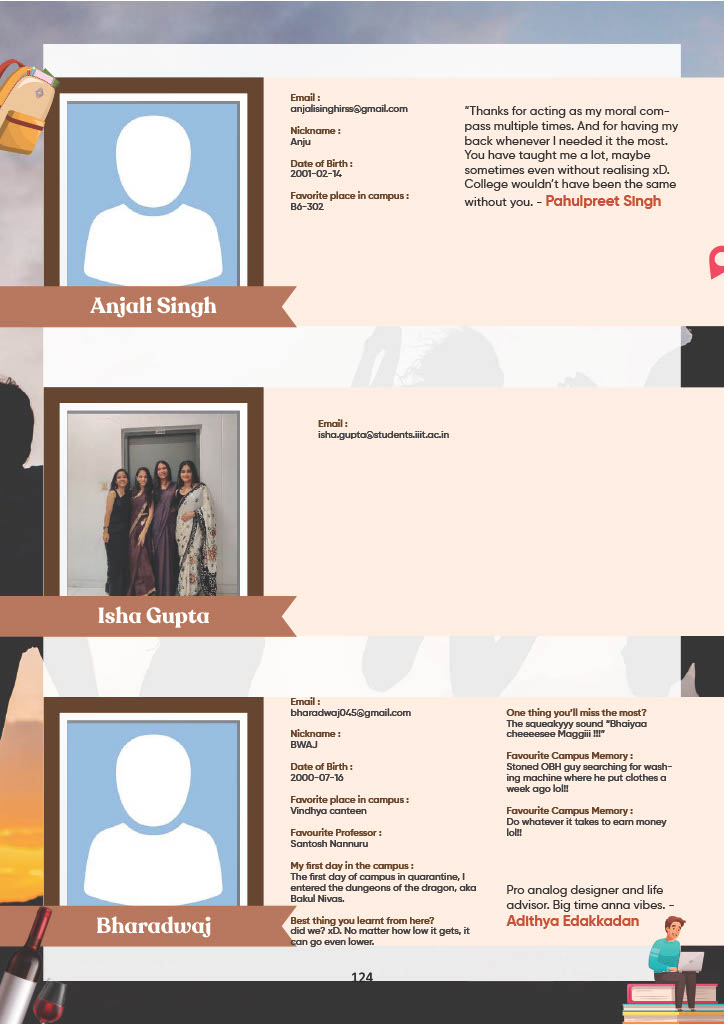 Email :
anjalisinghirss@gmail.com
Nickname :
Anju
Date of Birth :
2001-02-14
Favorite place in campus :
B6-302
“Thanks for acting as my moral com-
pass multiple times. And for having my
back whenever I needed it the most.
You have taught me a lot, maybe
sometimes even without realising xD.
College wouldn’t have been the same
without you. - Pahulpreet Singh
Anjali Singh
Email :
isha.gupta@students.iiit.ac.in
Isha Gupta
Email :
bharadwaj045@gmail.com
Nickname :
BWAJ
Date of Birth :
2000-07-16
Favorite place in campus :
Vindhya canteen
Favourite Professor :
Santosh Nannuru
My first day in the campus :
The first day of campus in quarantine, I
entered the dungeons of the dragon, aka
Bakul Nivas.
Best thing you learnt from here?
did we? xD. No matter how low it gets, it
can go even lower.
One thing you’ll miss the most?
The squeakyyy sound “Bhaiyaa
cheeeesee Maggiii !!!”
Favourite Campus Memory :
Stoned OBH guy searching for wash-
ing machine where he put clothes a
week ago lol!!
Favourite Campus Memory :
Do whatever it takes to earn money
lol!!
Pro analog designer and life
advisor. Big time anna vibes. -
Adithya Edakkadan
Bharadwaj
124